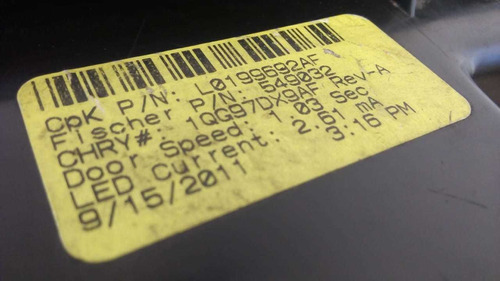 CpK P/N: L0199692AF
Fischer P/N: 549032
CHRY#: 1QG97DX9AF Rev-A
Door Speed: 1.03 Sec
LED Current: 2.61 mA
9/15/2011 3:16 PM